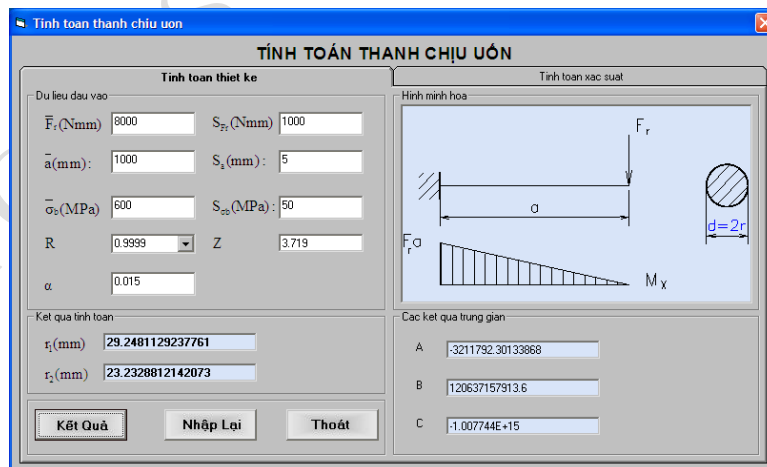 Tinh toan thanh chiu uon
TÍNH TOÁN THANH CHỊU UỐN
Tinh toan thiet ke
Tinh toan xac suat
Du lieu dau vao
F̅ᵣ(Nmm) 8000 S_Fr(Nmm) 1000
a̅(mm): 1000 Sₐ(mm): 5
σ̅_b(MPa) 600 S_σb(MPa): 50
R 0.9999 Z 3.719
α 0.015
Hinh minh hoa
Fᵣ
a
d=2r
Fᵣa
Mₓ
Ket qua tinh toan
r₁(mm) 29.2481129237761
r₂(mm) 23.2328812142073
Kết Quả Nhập Lại Thoát
Cac ket qua trung gian
A -3211792.30133868
B 120637157913.6
C -1.007744E+15